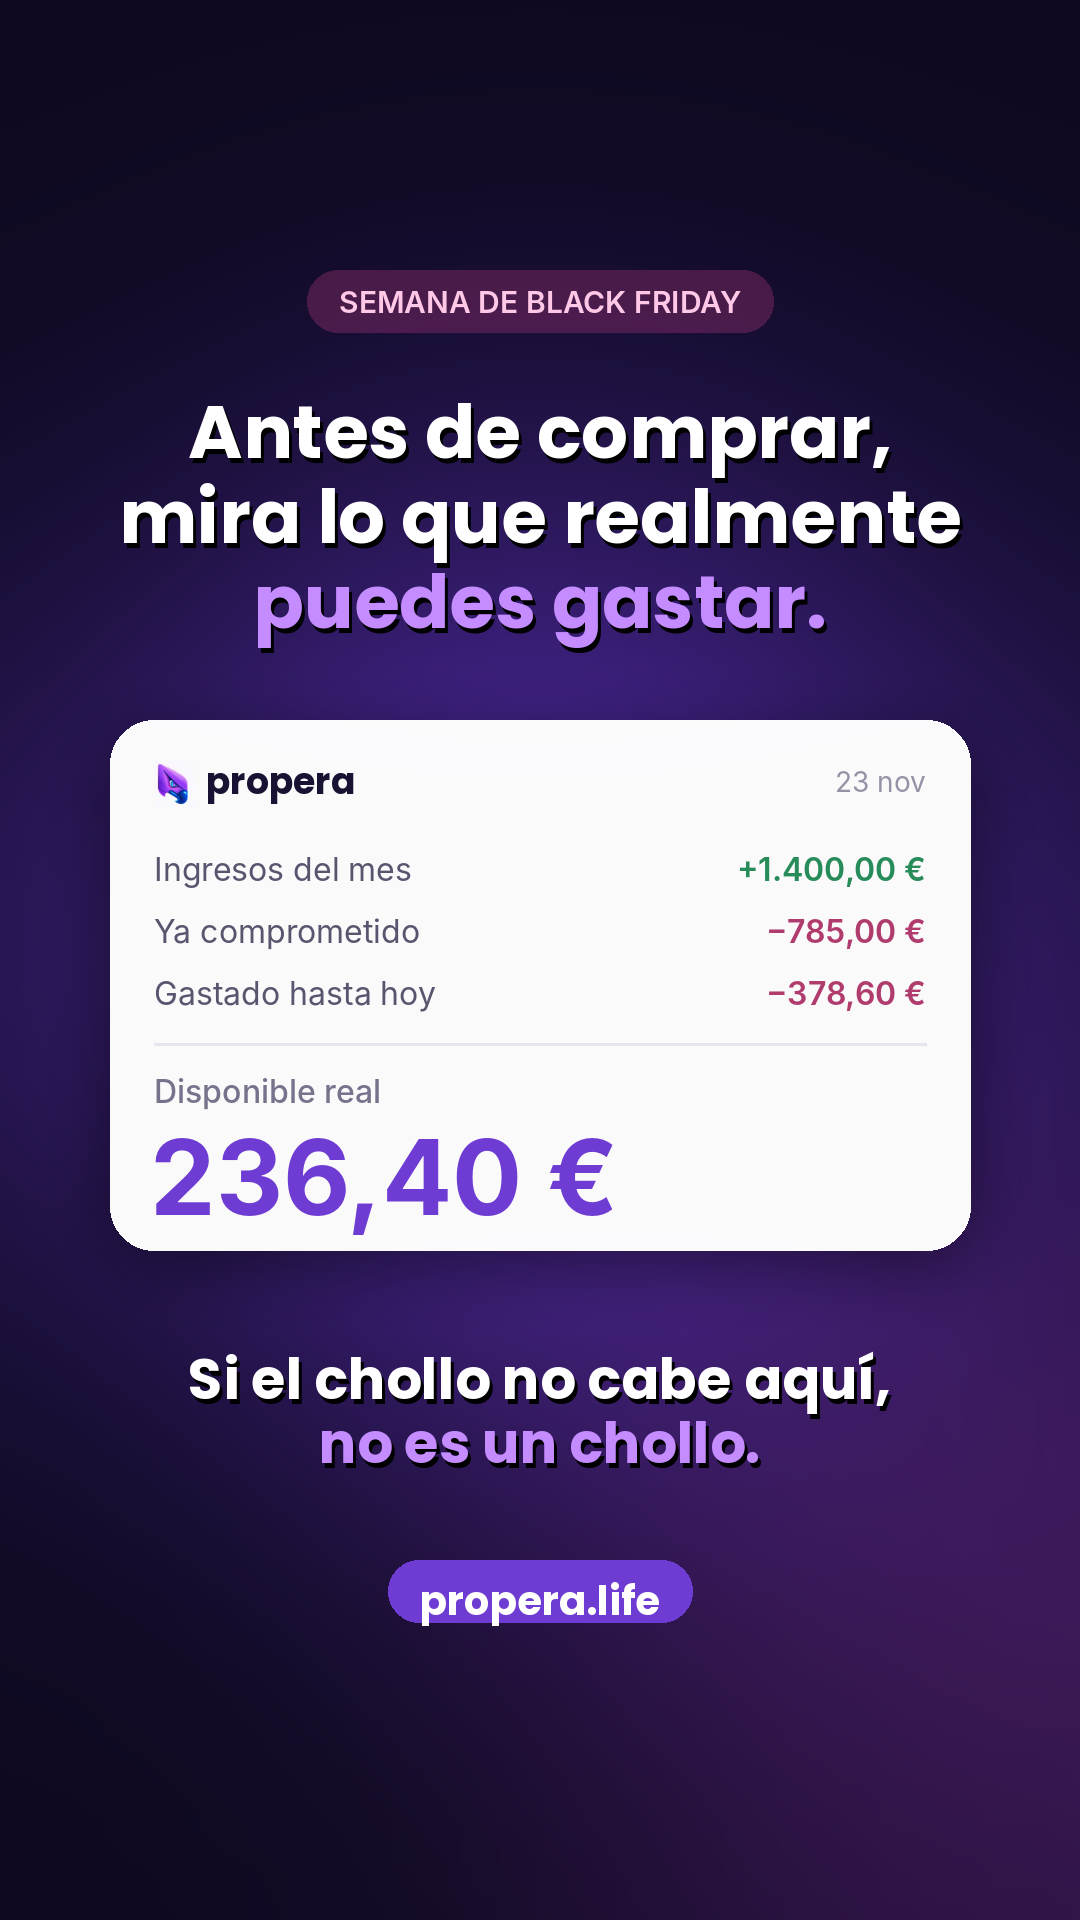 SEMANA DE BLACK FRIDAY
Antes de comprar,
mira lo que realmente
puedes gastar.
propera 23 nov
Ingresos del mes +1.400,00 €
Ya comprometido −785,00 €
Gastado hasta hoy −378,60 €
Disponible real
236,40 €
Si el chollo no cabe aquí,
no es un chollo.
propera.life